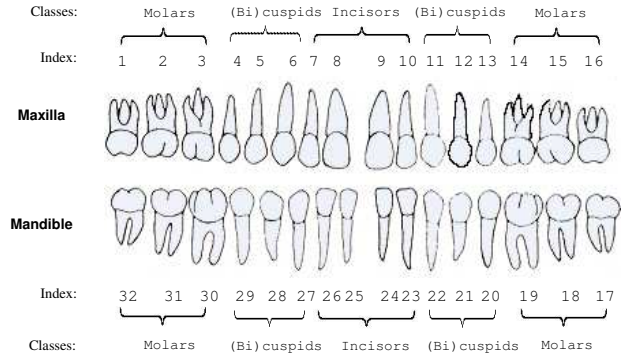 Classes: Molars (Bi)cuspids Incisors (Bi)cuspids Molars
Index: 1 2 3 4 5 6 7 8 9 10 11 12 13 14 15 16
Maxilla
Mandible
Index: 32 31 30 29 28 27 26 25 24 23 22 21 20 19 18 17
Classes: Molars (Bi)cuspids Incisors (Bi)cuspids Molars